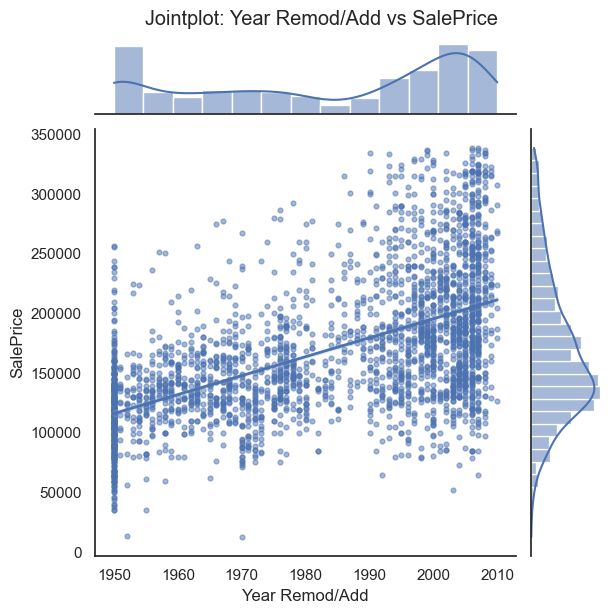 Jointplot: Year Remod/Add vs SalePrice
350000
300000
250000
200000
150000
100000
50000
0
SalePrice
1950 1960 1970 1980 1990 2000 2010
Year Remod/Add